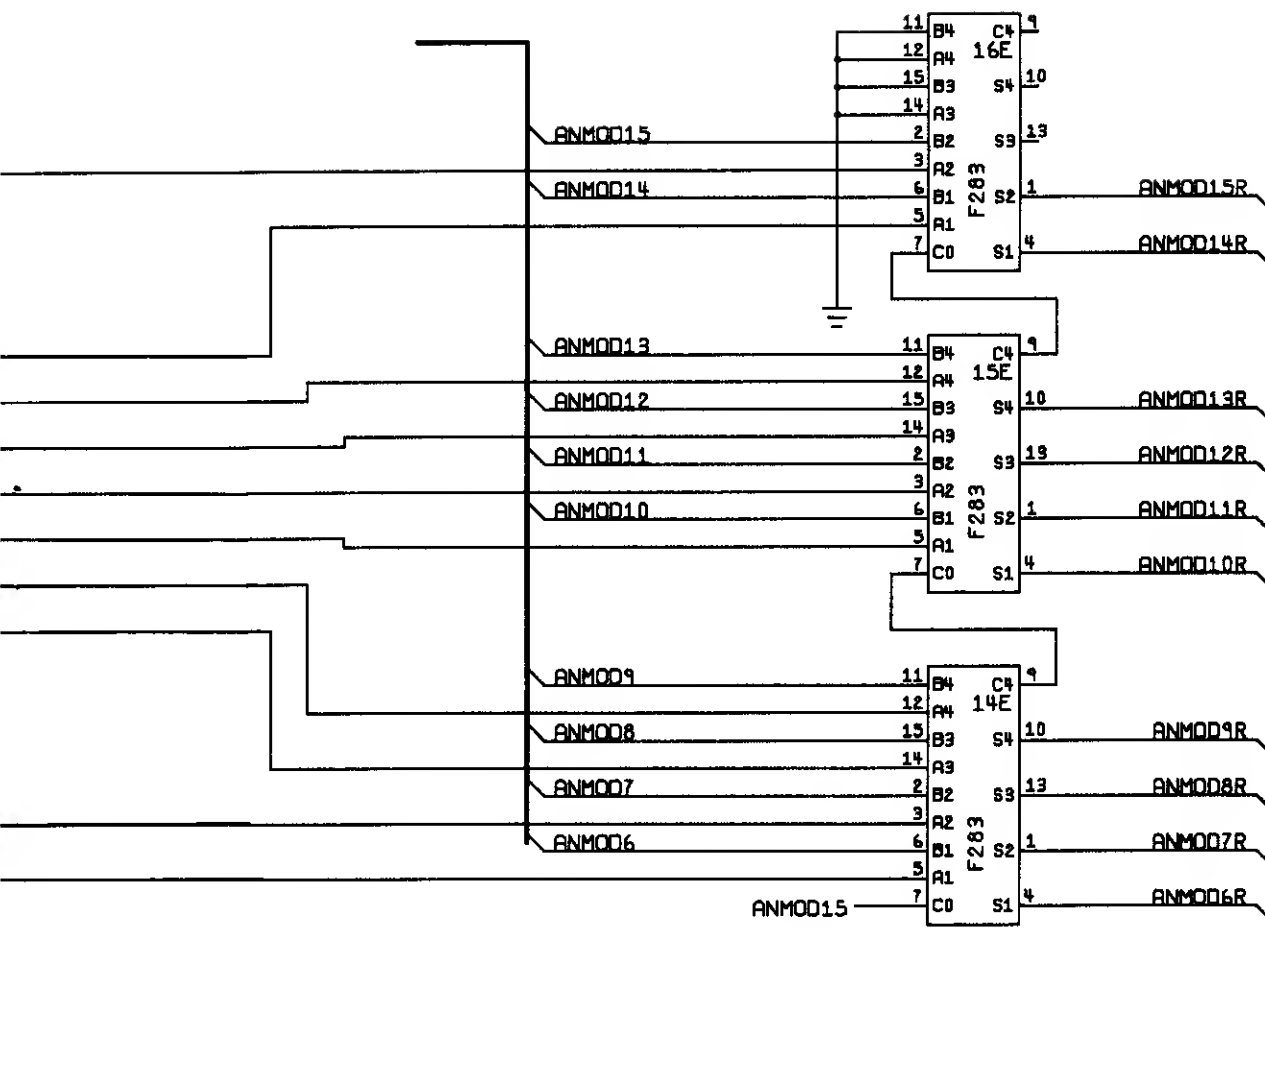 11 B4 C4 9
12 A4 16E
15 B3 S4 10
14 A3
ANMOD15 2 B2 S3 13
3 A2
ANMOD14 6 B1 F283 S2 1 ANMOD15R
5 A1
7 C0 S1 4 ANMOD14R
ANMOD13 11 B4 C4 9
12 A4 15E
ANMOD12 15 B3 S4 10 ANMOD13R
14 A3
ANMOD11 2 B2 S3 13 ANMOD12R
3 A2
ANMOD10 6 B1 F283 S2 1 ANMOD11R
5 A1
7 C0 S1 4 ANMOD10R
ANMOD9 11 B4 C4 9
12 A4 14E
ANMOD8 15 B3 S4 10 ANMOD9R
14 A3
ANMOD7 2 B2 S3 13 ANMOD8R
3 A2
ANMOD6 6 B1 F283 S2 1 ANMOD7R
5 A1
ANMOD15 7 C0 S1 4 ANMOD6R